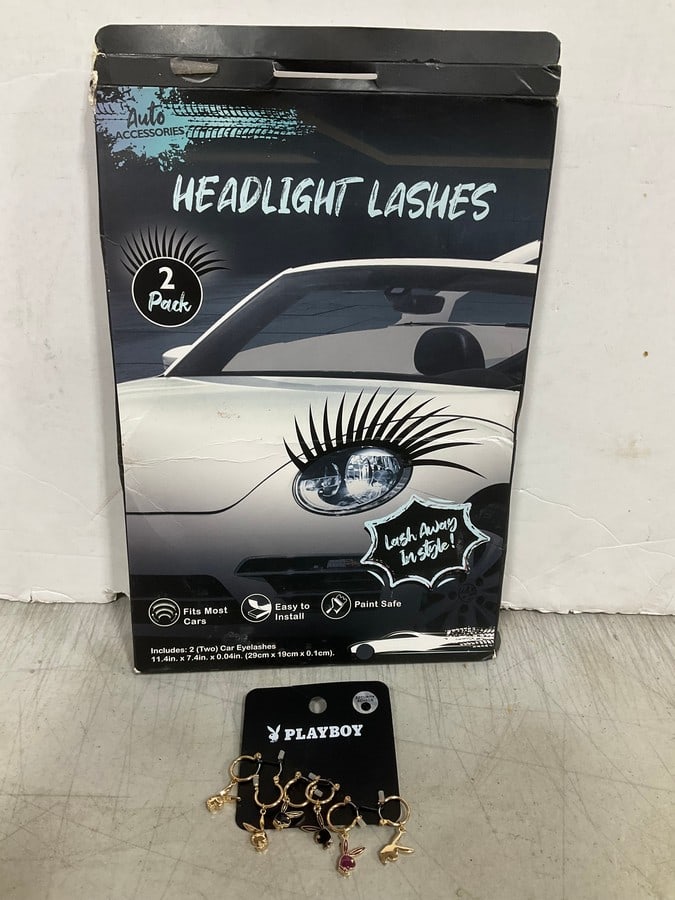 Auto
ACCESSORIES
HEADLIGHT LASHES
2
Pack
Lash Away
In style!
Fits Most
Cars
Easy to
Install
Paint Safe
Includes: 2 (Two) Car Eyelashes
11.4in. x 7.4in. x 0.04in. (29cm x 19cm x 0.1cm).
PLAYBOY